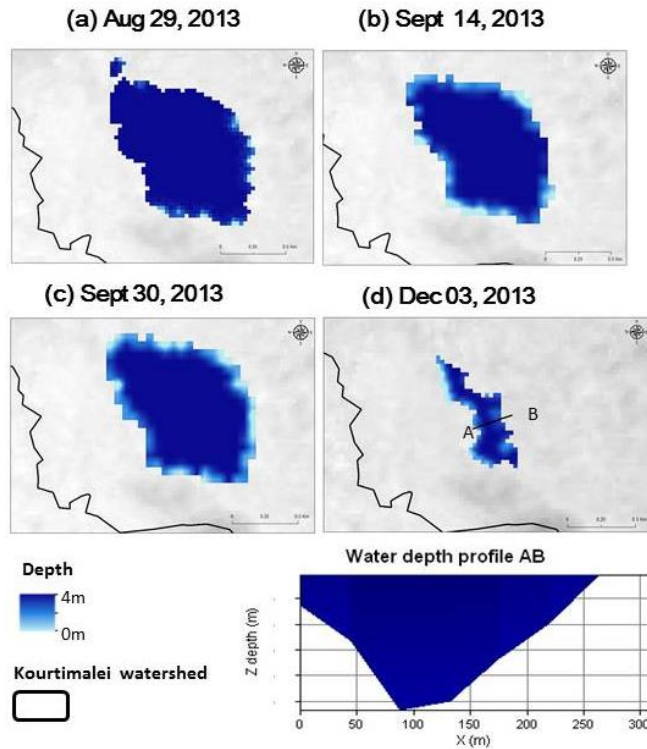 (a) Aug 29, 2013
(b) Sept 14, 2013
(c) Sept 30, 2013
(d) Dec 03, 2013
A
B
Depth
4m
0m
Kourtimalei watershed
Water depth profile AB
Z depth (m)
0 50 100 150 200 250 300
X (m)